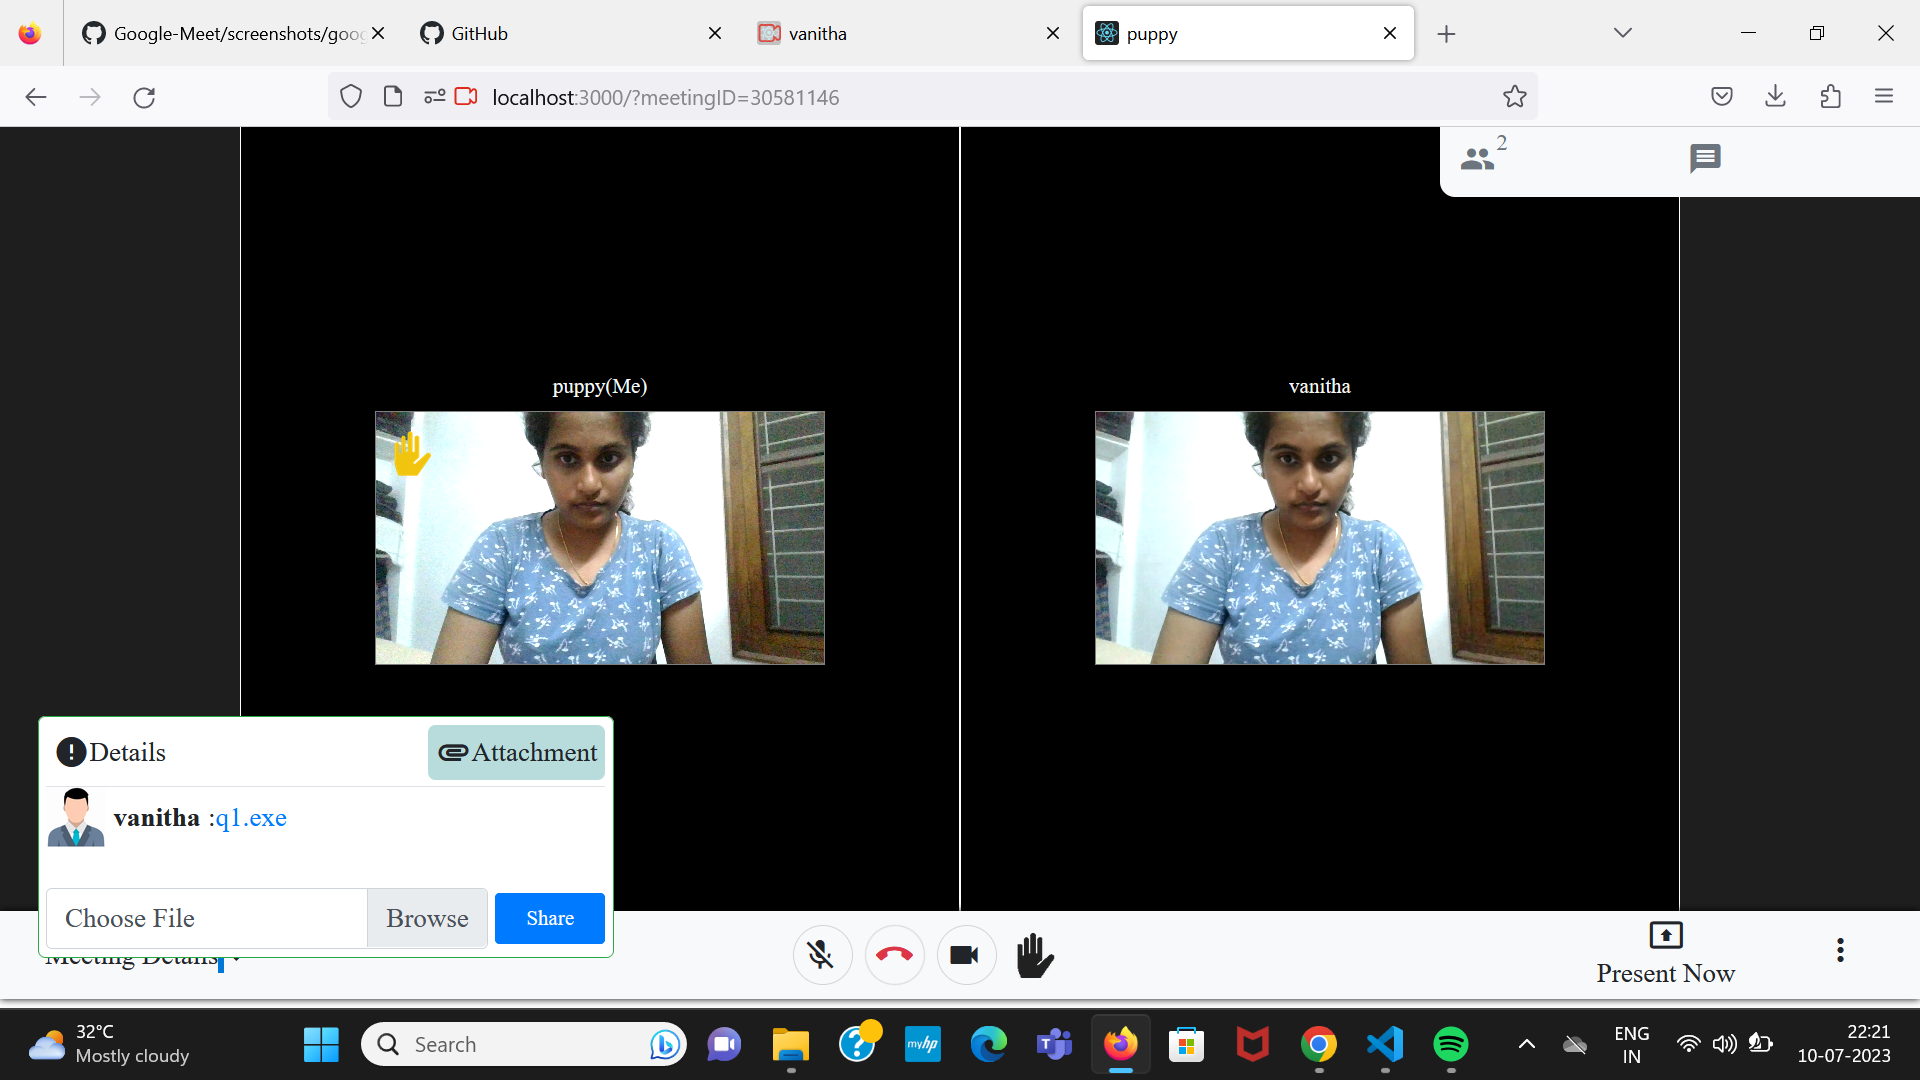 Google-Meet/screenshots/goog
GitHub
vanitha
puppy
localhost:3000/?meetingID=30581146
2
puppy(Me)
vanitha
Details
Attachment
vanitha :q1.exe
Choose File
Browse
Share
Meeting Details
Present Now
32°C
Mostly cloudy
Search
myhp
ENG
IN
22:21
10-07-2023